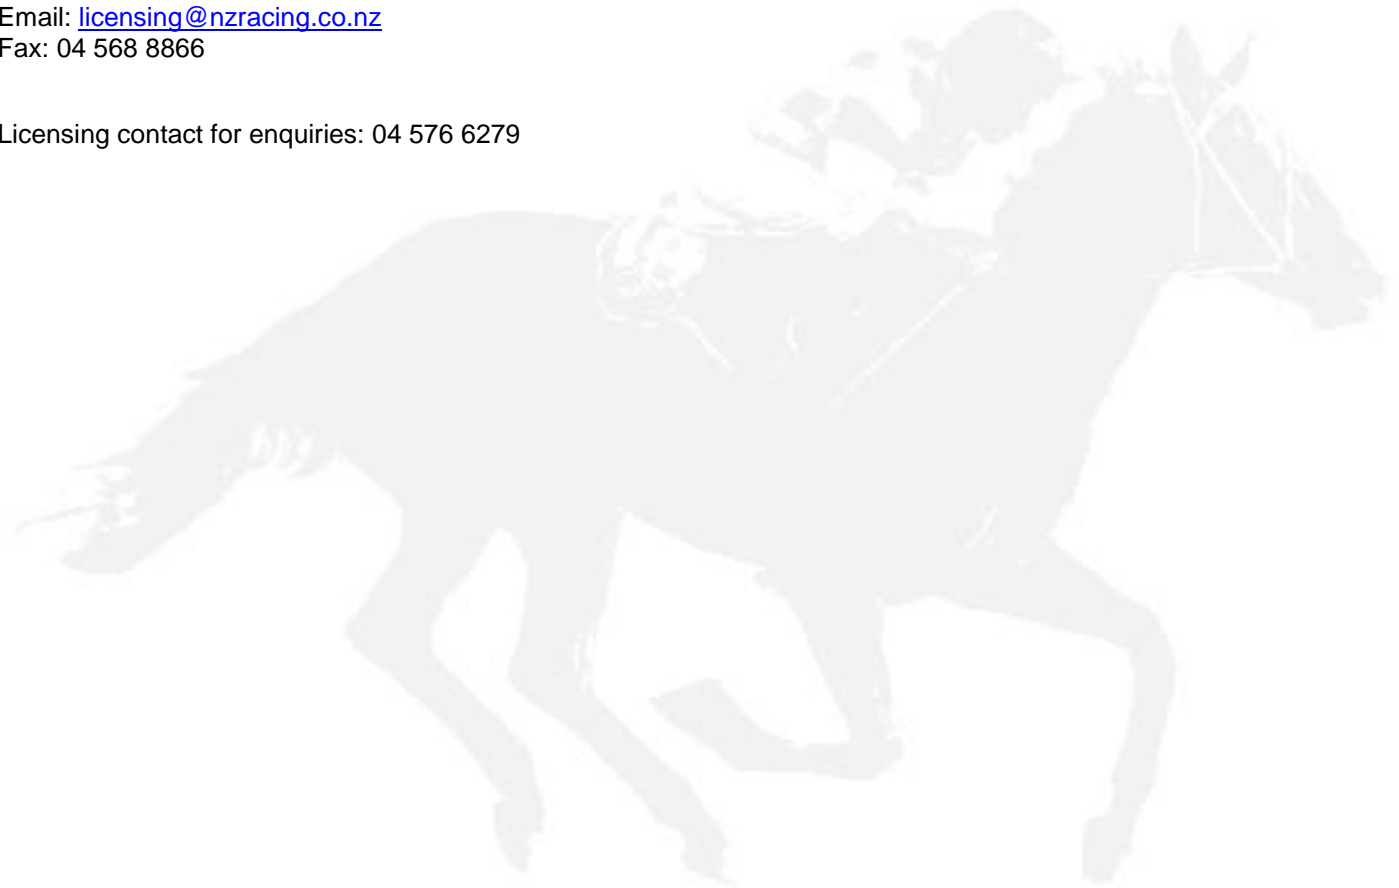 Email: licensing@nzracing.co.nz
Fax: 04 568 8866
Licensing contact for enquiries: 04 576 6279